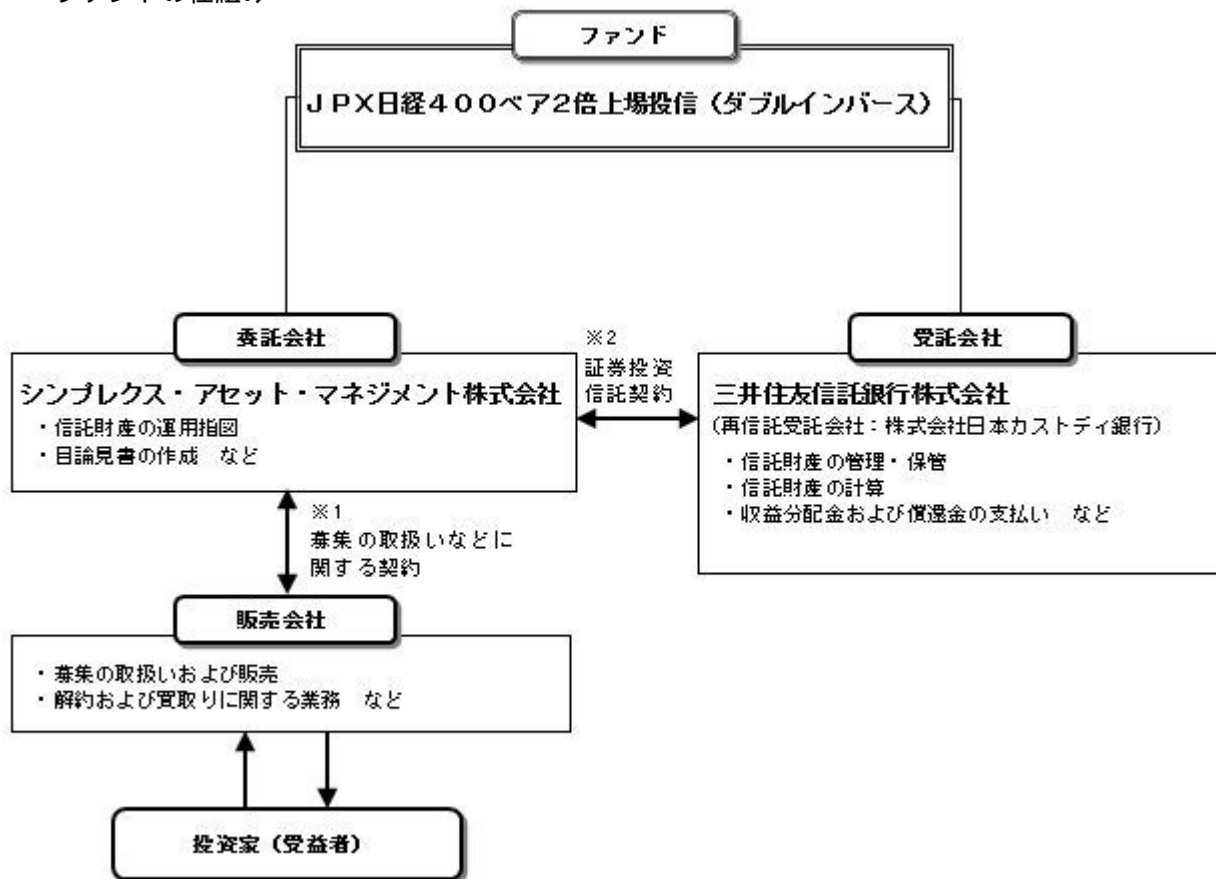 ファンドの仕組み
ファンド
JPX日経400ベア2倍上場投信（ダブルインバース）
委託会社
シンプレクス・アセット・マネジメント株式会社
・信託財産の運用指図
・目論見書の作成　など
※2
証券投資
信託契約
受託会社
三井住友信託銀行株式会社
（再信託受託会社：株式会社日本カストディ銀行）
・信託財産の管理・保管
・信託財産の計算
・収益分配金および償還金の支払い　など
※1
募集の取扱いなどに
関する契約
販売会社
・募集の取扱いおよび販売
・解約および買取りに関する業務　など
投資家（受益者）